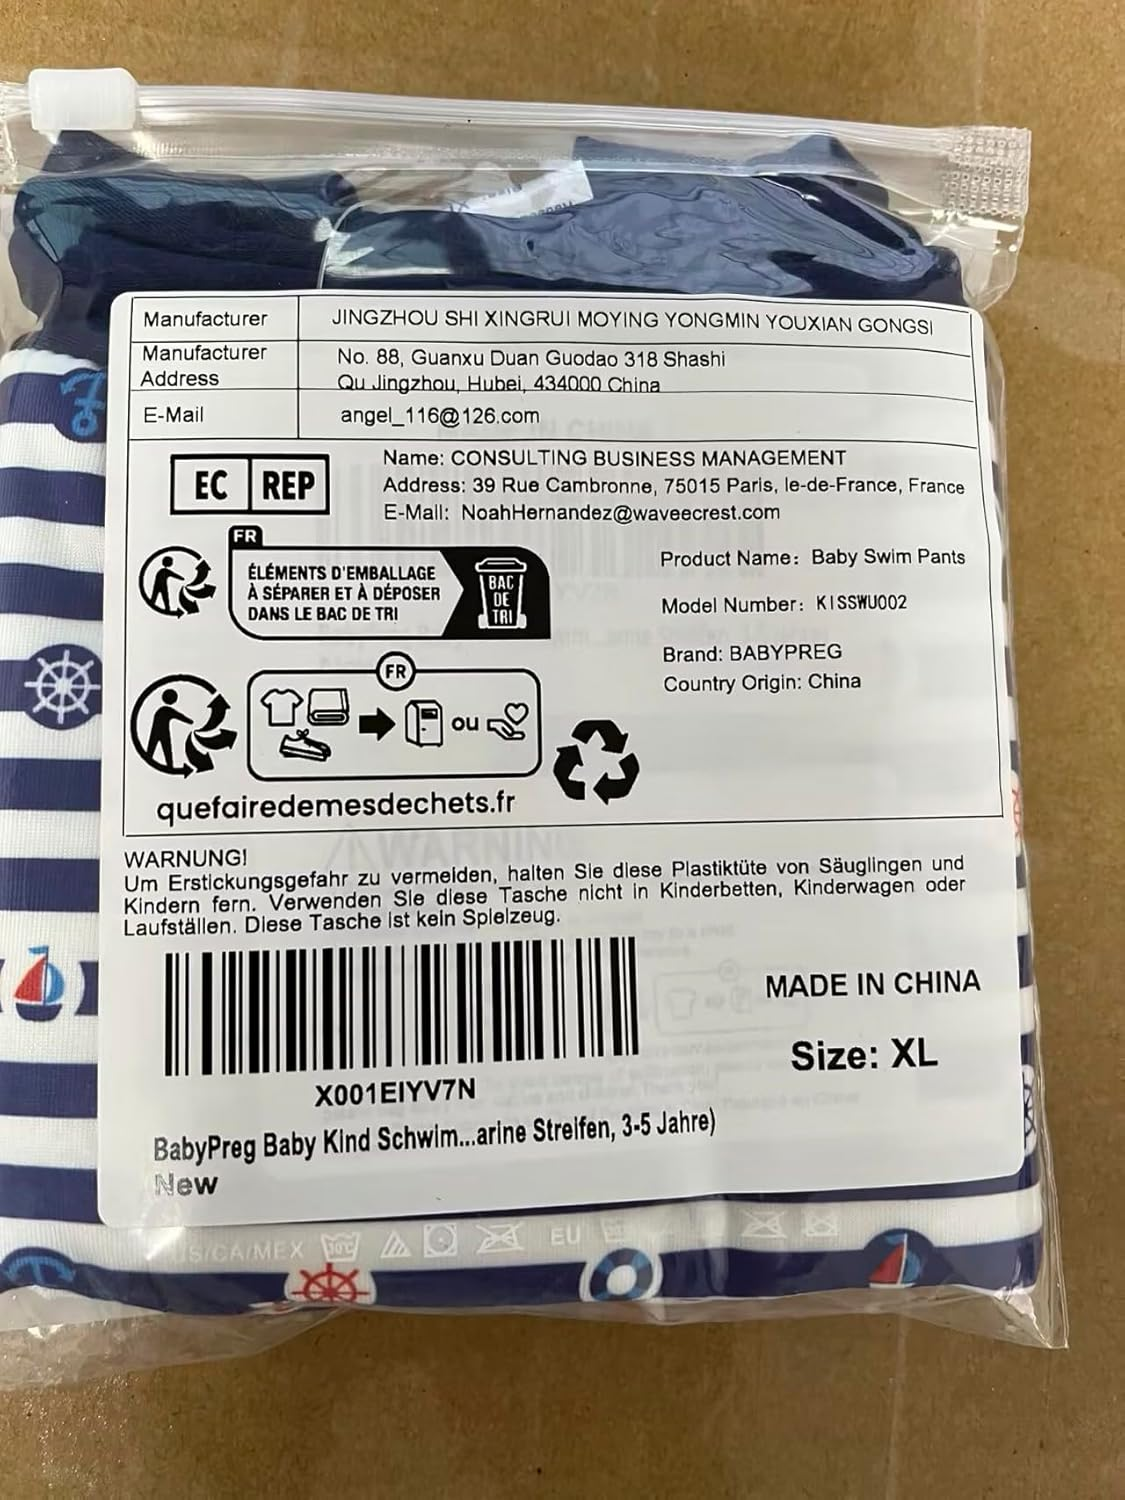 Manufacturer JINGZHOU SHI XINGRUI MOYING YONGMIN YOUXIAN GONGSI
Manufacturer Address No. 88, Guanxu Duan Guodao 318 Shashi
Qu Jingzhou, Hubei, 434000 China
E-Mail angel_116@126.com
EC REP
Name: CONSULTING BUSINESS MANAGEMENT
Address: 39 Rue Cambronne, 75015 Paris, Ie-de-France, France
E-Mail: NoahHernandez@waveecrest.com
FR
ÉLÉMENTS D'EMBALLAGE
À SÉPARER ET À DÉPOSER
DANS LE BAC DE TRI
BAC
DE
TRI
Product Name: Baby Swim Pants
Model Number: KISSWU002
Brand: BABYPREG
Country Origin: China
FR
ou
quefairedemesdechets.fr
WARNUNG!
Um Erstickungsgefahr zu vermeiden, halten Sie diese Plastiktüte von Säuglingen und
Kindern fern. Verwenden Sie diese Tasche nicht in Kinderbetten, Kinderwagen oder
Laufställen. Diese Tasche ist kein Spielzeug.
X001EIYV7N
BabyPreg Baby Kind Schwim...arine Streifen, 3-5 Jahre)
New
MADE IN CHINA
Size: XL
US/CA/MEX 30°C EU